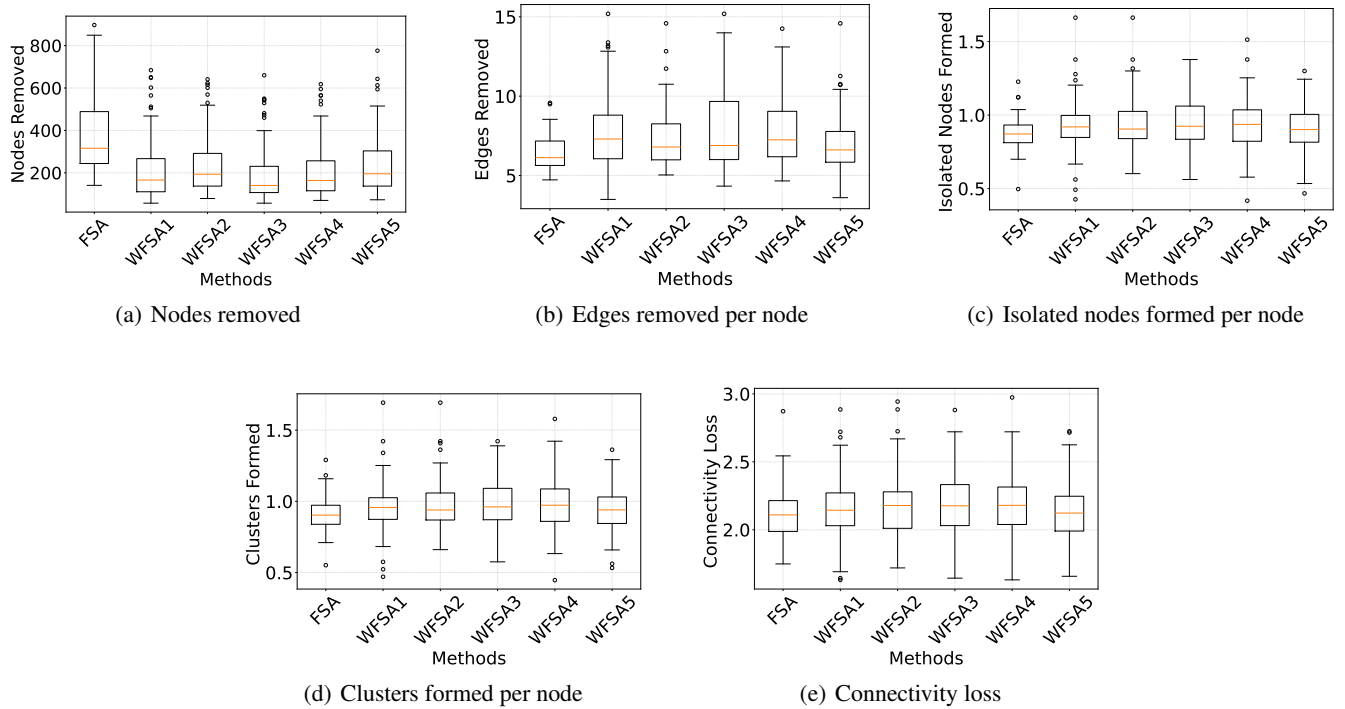 Nodes Removed
800
600
400
200
FSA
WFSA1
WFSA2
WFSA3
WFSA4
WFSA5
Methods
(a) Nodes removed
Edges Removed
15
10
5
FSA
WFSA1
WFSA2
WFSA3
WFSA4
WFSA5
Methods
(b) Edges removed per node
Isolated Nodes Formed
1.5
1.0
0.5
FSA
WFSA1
WFSA2
WFSA3
WFSA4
WFSA5
Methods
(c) Isolated nodes formed per node
Clusters Formed
1.5
1.0
0.5
FSA
WFSA1
WFSA2
WFSA3
WFSA4
WFSA5
Methods
(d) Clusters formed per node
Connectivity Loss
3.0
2.5
2.0
FSA
WFSA1
WFSA2
WFSA3
WFSA4
WFSA5
Methods
(e) Connectivity loss